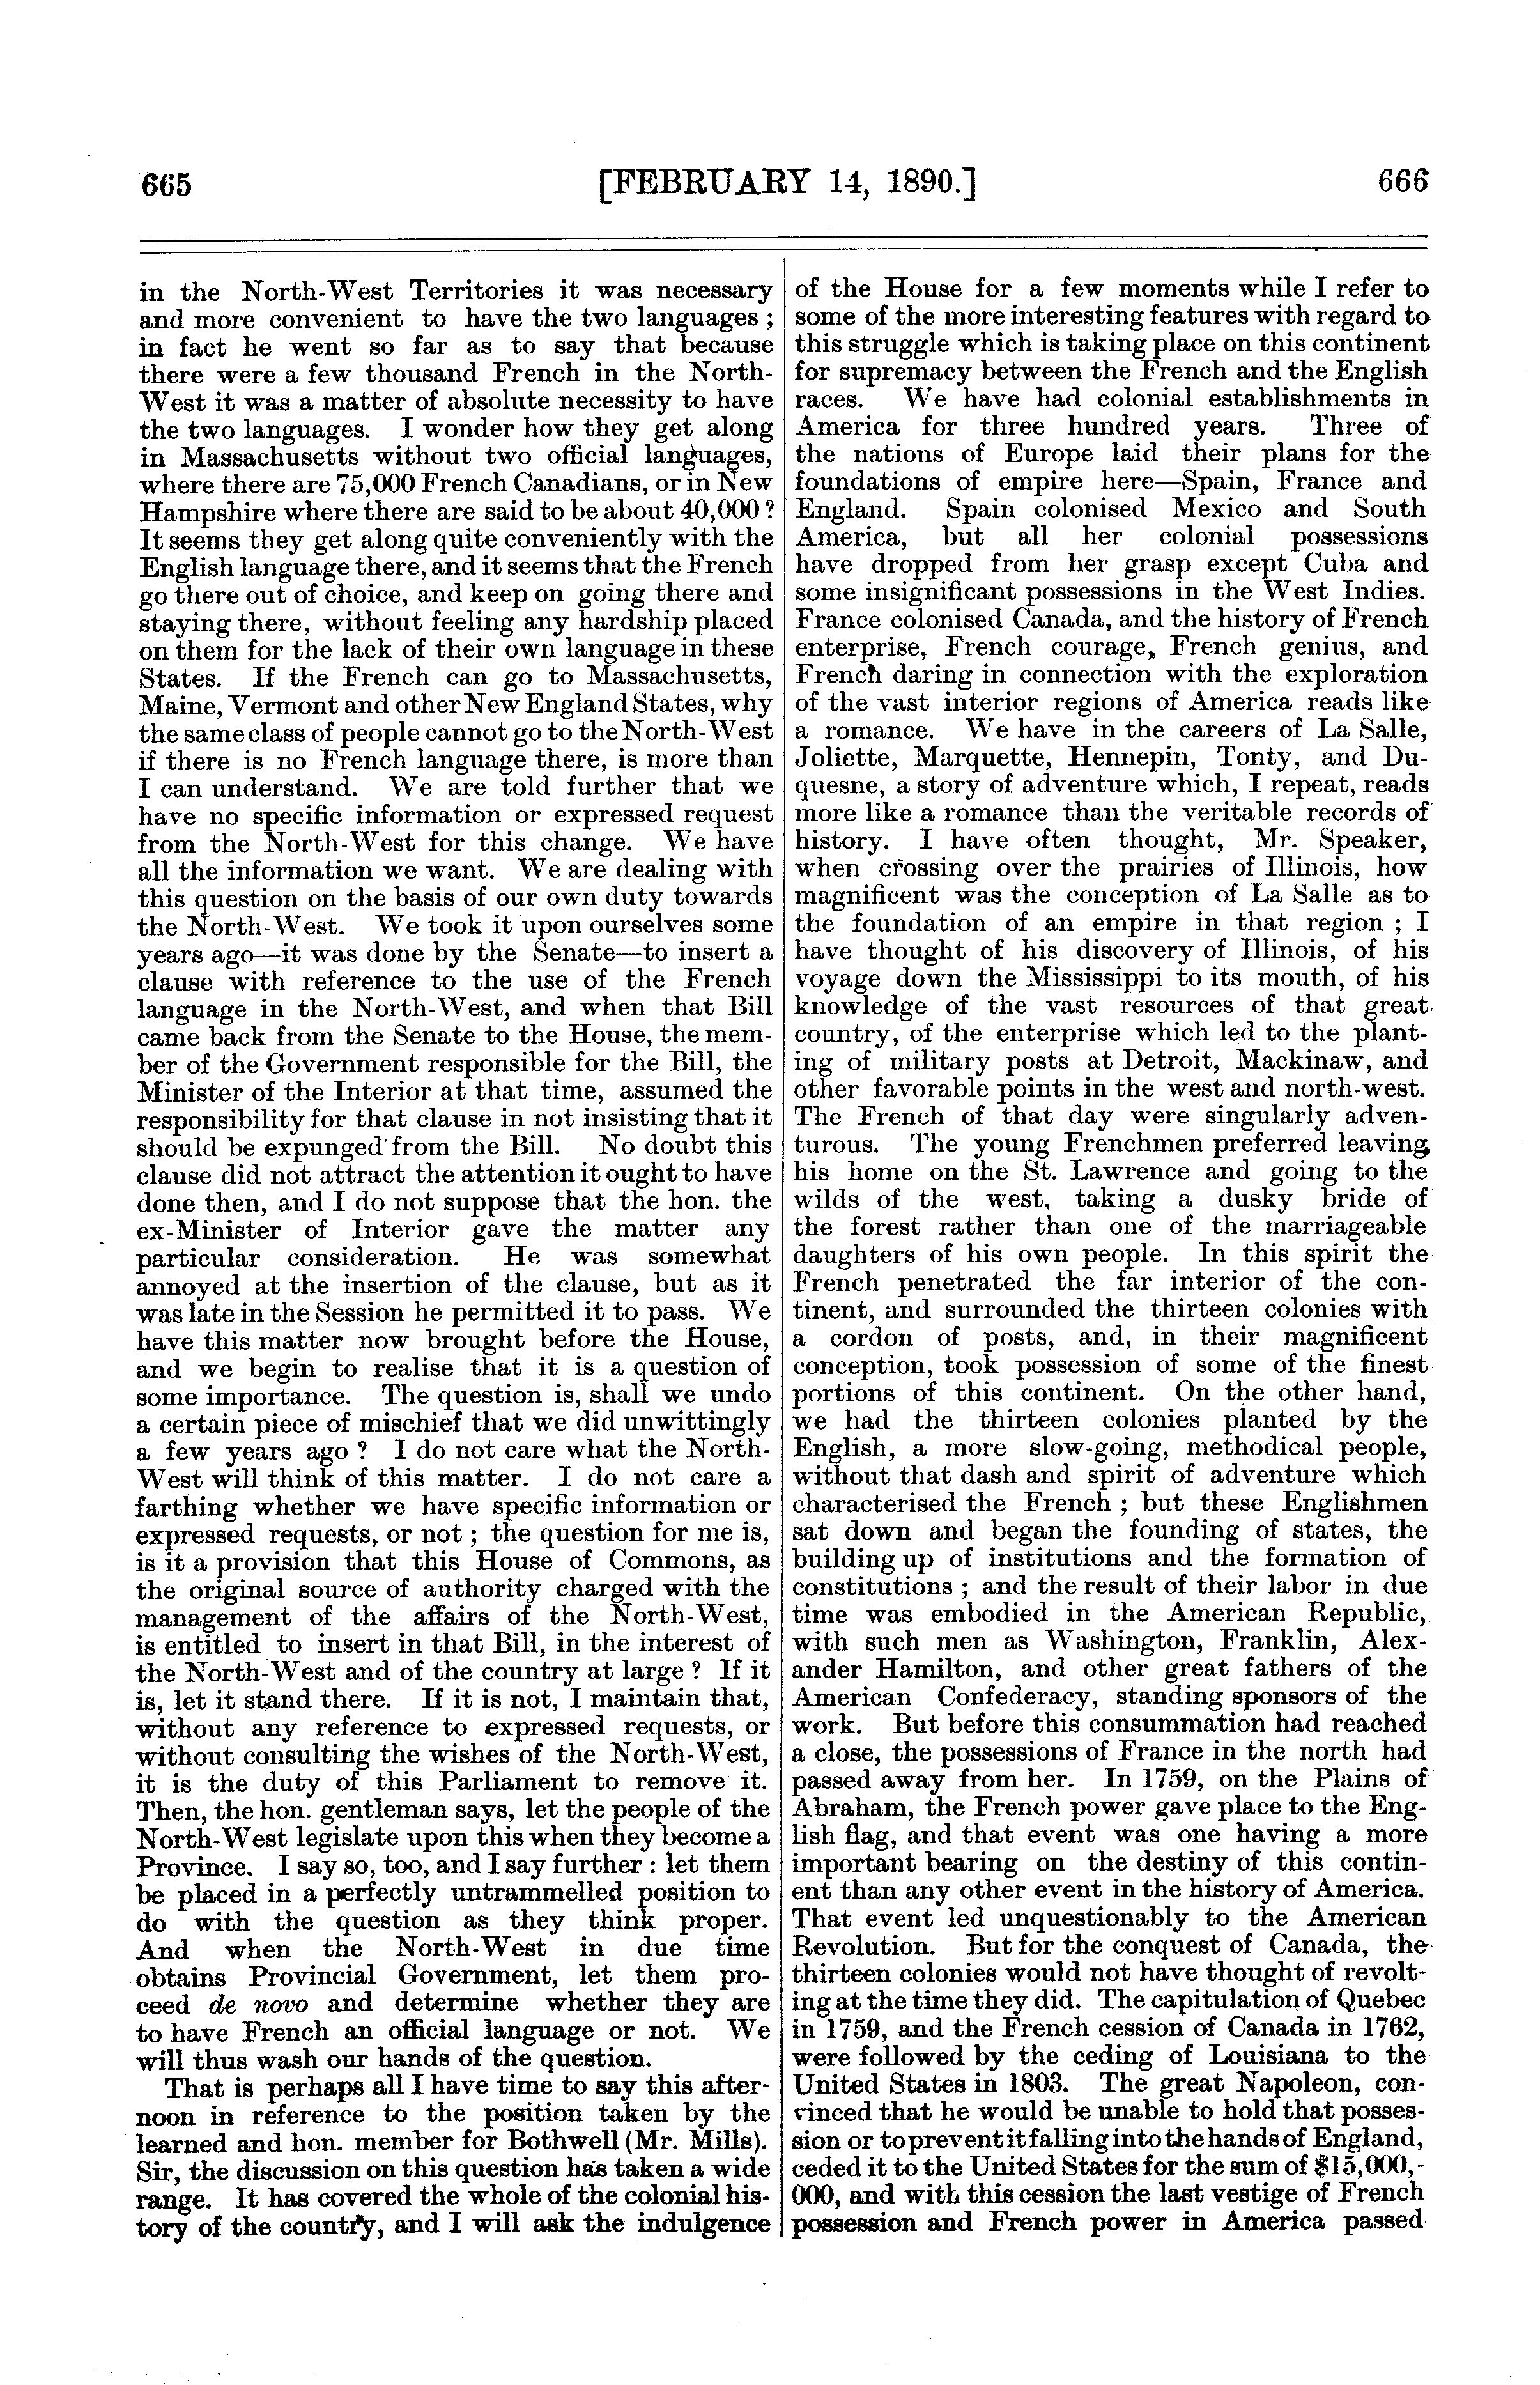 665
[FEBRUARY 14, 1890.]
666
in the North-West Territories it was necessary
and more convenient to have the two languages ;
in fact he went so far as to say that because
there were a few thousand French in the North-
West it was a matter of absolute necessity to have
the two languages. I wonder how they get along
in Massachusetts without two official languages,
where there are 75,000 French Canadians, or in New
Hampshire where there are said to be about 40,000 ?
It seems they get along quite conveniently with the
English language there, and it seems that the French
go there out of choice, and keep on going there and
staying there, without feeling any hardship placed
on them for the lack of their own language in these
States. If the French can go to Massachusetts,
Maine, Vermont and other New England States, why
the same class of people cannot go to the North-West
if there is no French language there, is more than
I can understand. We are told further that we
have no specific information or expressed request
from the North-West for this change. We have
all the information we want. We are dealing with
this question on the basis of our own duty towards
the North-West. We took it upon ourselves some
years ago—it was done by the Senate—to insert a
clause with reference to the use of the French
language in the North-West, and when that Bill
came back from the Senate to the House, the mem-
ber of the Government responsible for the Bill, the
Minister of the Interior at that time, assumed the
responsibility for that clause in not insisting that it
should be expunged from the Bill. No doubt this
clause did not attract the attention it ought to have
done then, and I do not suppose that the hon. the
ex-Minister of Interior gave the matter any
particular consideration. He was somewhat
annoyed at the insertion of the clause, but as it
was late in the Session he permitted it to pass. We
have this matter now brought before the House,
and we begin to realise that it is a question of
some importance. The question is, shall we undo
a certain piece of mischief that we did unwittingly
a few years ago ? I do not care what the North-
West will think of this matter. I do not care a
farthing whether we have specific information or
expressed requests, or not ; the question for me is,
is it a provision that this House of Commons, as
the original source of authority charged with the
management of the affairs of the North-West,
is entitled to insert in that Bill, in the interest of
the North-West and of the country at large ? If it
is, let it stand there. If it is not, I maintain that,
without any reference to expressed requests, or
without consulting the wishes of the North-West,
it is the duty of this Parliament to remove it.
Then, the hon. gentleman says, let the people of the
North-West legislate upon this when they become a
Province. I say so, too, and I say further : let them
be placed in a perfectly untrammelled position to
do with the question as they think proper.
And when the North-West in due time
obtains Provincial Government, let them pro-
ceed de novo and determine whether they are
to have French an official language or not. We
will thus wash our hands of the question.
That is perhaps all I have time to say this after-
noon in reference to the position taken by the
learned and hon. member for Bothwell (Mr. Mills).
Sir, the discussion on this question has taken a wide
range. It has covered the whole of the colonial his-
tory of the country, and I will ask the indulgence
of the House for a few moments while I refer to
some of the more interesting features with regard to
this struggle which is taking place on this continent
for supremacy between the French and the English
races. We have had colonial establishments in
America for three hundred years. Three of
the nations of Europe laid their plans for the
foundations of empire here—Spain, France and
England. Spain colonised Mexico and South
America, but all her colonial possessions
have dropped from her grasp except Cuba and
some insignificant possessions in the West Indies.
France colonised Canada, and the history of French
enterprise, French courage, French genius, and
French daring in connection with the exploration
of the vast interior regions of America reads like
a romance. We have in the careers of La Salle,
Joliette, Marquette, Hennepin, Tonty, and Du-
quesne, a story of adventure which, I repeat, reads
more like a romance than the veritable records of
history. I have often thought, Mr. Speaker,
when crossing over the prairies of Illinois, how
magnificent was the conception of La Salle as to
the foundation of an empire in that region ; I
have thought of his discovery of Illinois, of his
voyage down the Mississippi to its mouth, of his
knowledge of the vast resources of that great
country, of the enterprise which led to the plant-
ing of military posts at Detroit, Mackinaw, and
other favorable points in the west and north-west.
The French of that day were singularly adven-
turous. The young Frenchmen preferred leaving
his home on the St. Lawrence and going to the
wilds of the west, taking a dusky bride of
the forest rather than one of the marriageable
daughters of his own people. In this spirit the
French penetrated the far interior of the con-
tinent, and surrounded the thirteen colonies with
a cordon of posts, and, in their magnificent
conception, took possession of some of the finest
portions of this continent. On the other hand,
we had the thirteen colonies planted by the
English, a more slow-going, methodical people,
without that dash and spirit of adventure which
characterised the French ; but these Englishmen
sat down and began the founding of states, the
building up of institutions and the formation of
constitutions ; and the result of their labor in due
time was embodied in the American Republic,
with such men as Washington, Franklin, Alex-
ander Hamilton, and other great fathers of the
American Confederacy, standing sponsors of the
work. But before this consummation had reached
a close, the possessions of France in the north had
passed away from her. In 1759, on the Plains of
Abraham, the French power gave place to the Eng-
lish flag, and that event was one having a more
important bearing on the destiny of this contin-
ent than any other event in the history of America.
That event led unquestionably to the American
Revolution. But for the conquest of Canada, the
thirteen colonies would not have thought of revolt-
ing at the time they did. The capitulation of Quebec
in 1759, and the French cession of Canada in 1762,
were followed by the ceding of Louisiana to the
United States in 1803. The great Napoleon, con-
vinced that he would be unable to hold that posses-
sion or to prevent it falling into the hands of England,
ceded it to the United States for the sum of $15,000,-
000, and with this cession the last vestige of French
possession and French power in America passed